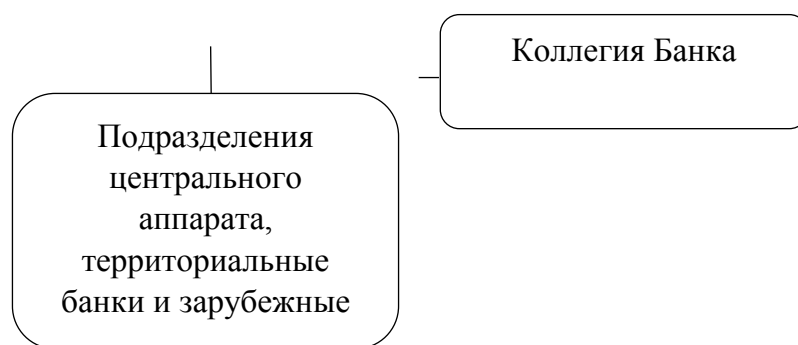 Коллегия Банка
Подразделения
центрального
аппарата,
территориальные
банки и зарубежные